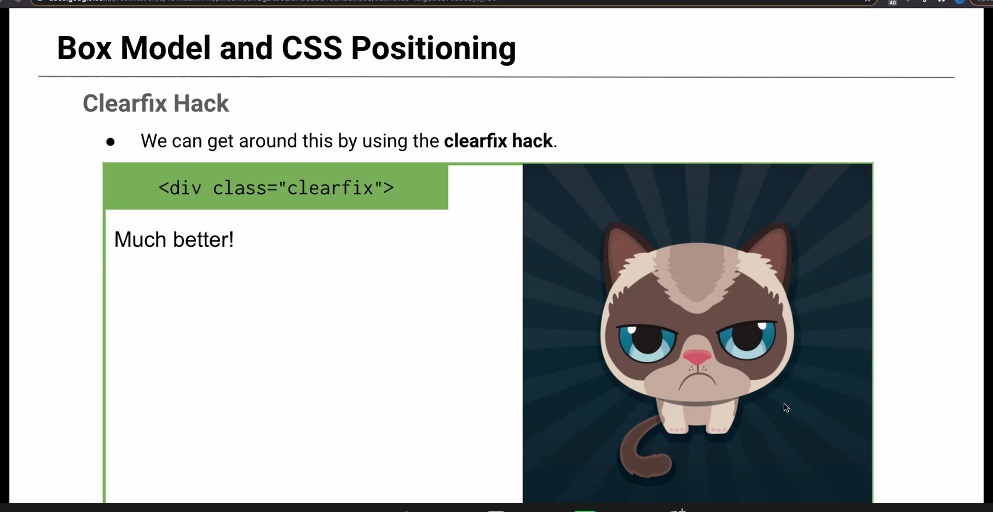 Box Model and CSS Positioning
Clearfix Hack
● We can get around this by using the clearfix hack.
<div class="clearfix">
Much better!